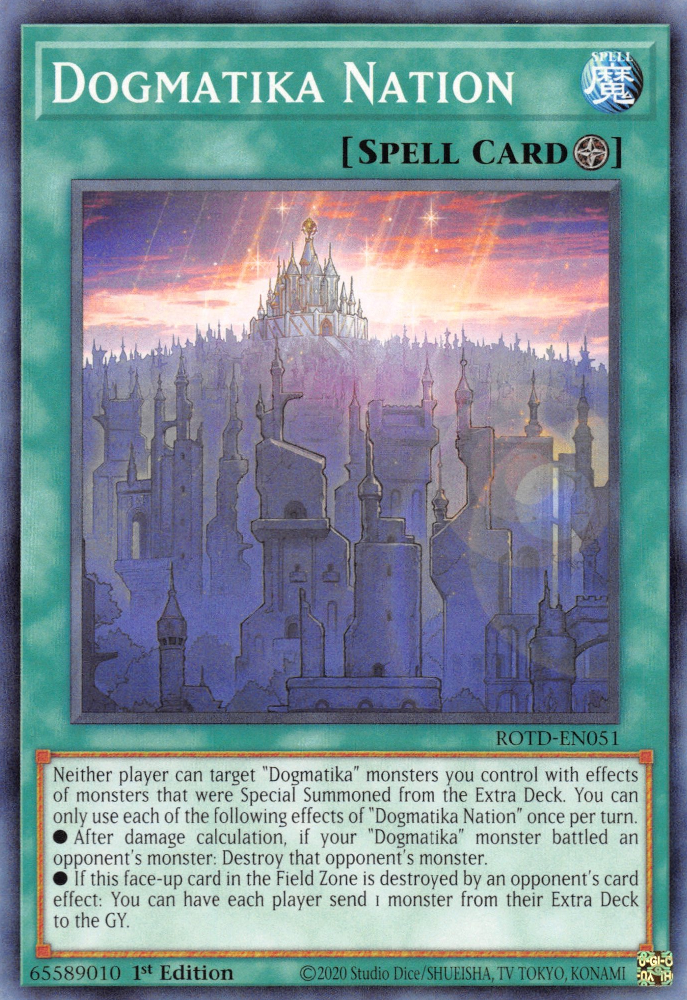 DOGMATIKA NATION
SPELL
魔
[SPELL CARD]
ROTD-EN051
Neither player can target "Dogmatika" monsters you control with effects
of monsters that were Special Summoned from the Extra Deck. You can
only use each of the following effects of "Dogmatika Nation" once per turn.
● After damage calculation, if your "Dogmatika" monster battled an
opponent's monster: Destroy that opponent's monster.
● If this face-up card in the Field Zone is destroyed by an opponent's card
effect: You can have each player send 1 monster from their Extra Deck
to the GY.
65589010 1st Edition ©2020 Studio Dice/SHUEISHA, TV TOKYO, KONAMI